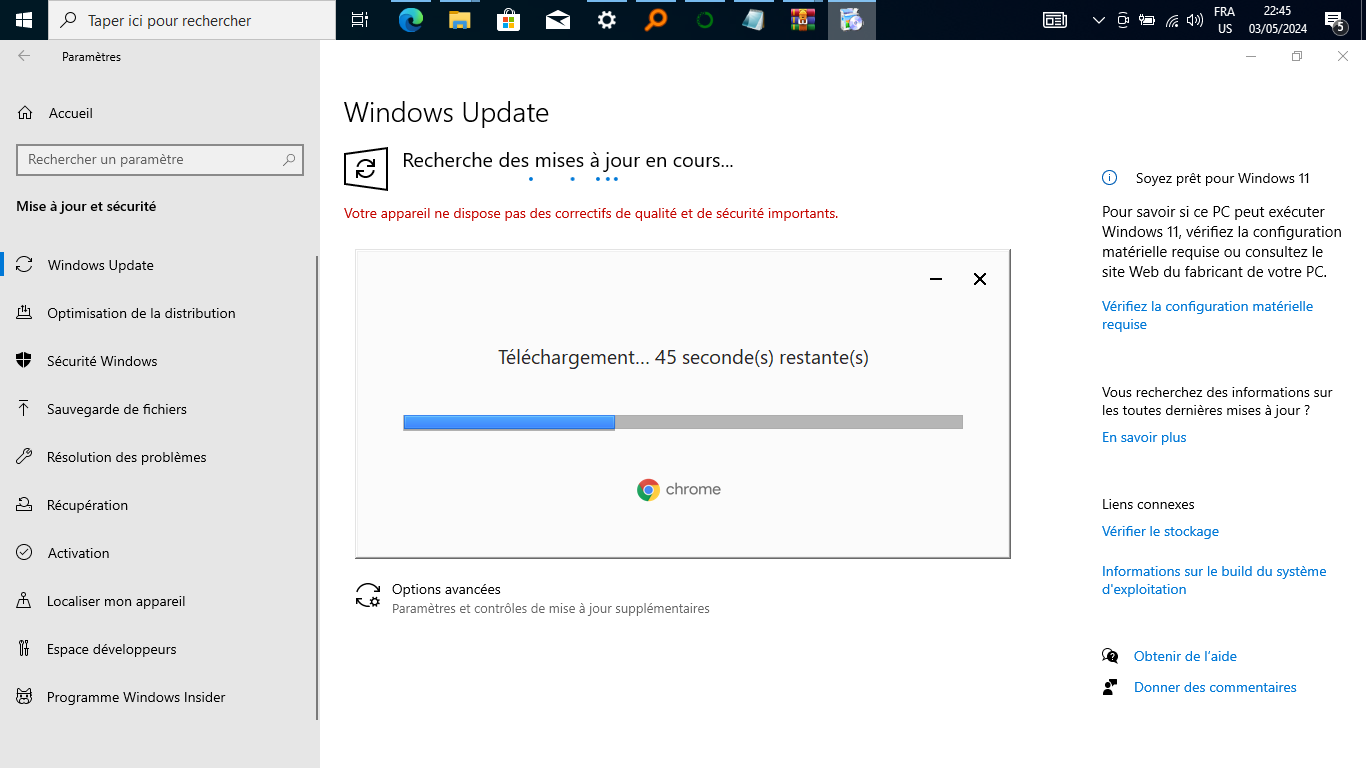 Taper ici pour rechercher
FRA
US
22:45
03/05/2024
5
Paramètres
Accueil
Rechercher un paramètre
Mise à jour et sécurité
Windows Update
Optimisation de la distribution
Sécurité Windows
Sauvegarde de fichiers
Résolution des problèmes
Récupération
Activation
Localiser mon appareil
Espace développeurs
Programme Windows Insider
Windows Update
Recherche des mises à jour en cours...
Votre appareil ne dispose pas des correctifs de qualité et de sécurité importants.
Téléchargement... 45 seconde(s) restante(s)
chrome
Options avancées
Paramètres et contrôles de mise à jour supplémentaires
Soyez prêt pour Windows 11
Pour savoir si ce PC peut exécuter
Windows 11, vérifiez la configuration
matérielle requise ou consultez le
site Web du fabricant de votre PC.
Vérifiez la configuration matérielle
requise
Vous recherchez des informations sur
les toutes dernières mises à jour ?
En savoir plus
Liens connexes
Vérifier le stockage
Informations sur le build du système
d'exploitation
Obtenir de l’aide
Donner des commentaires